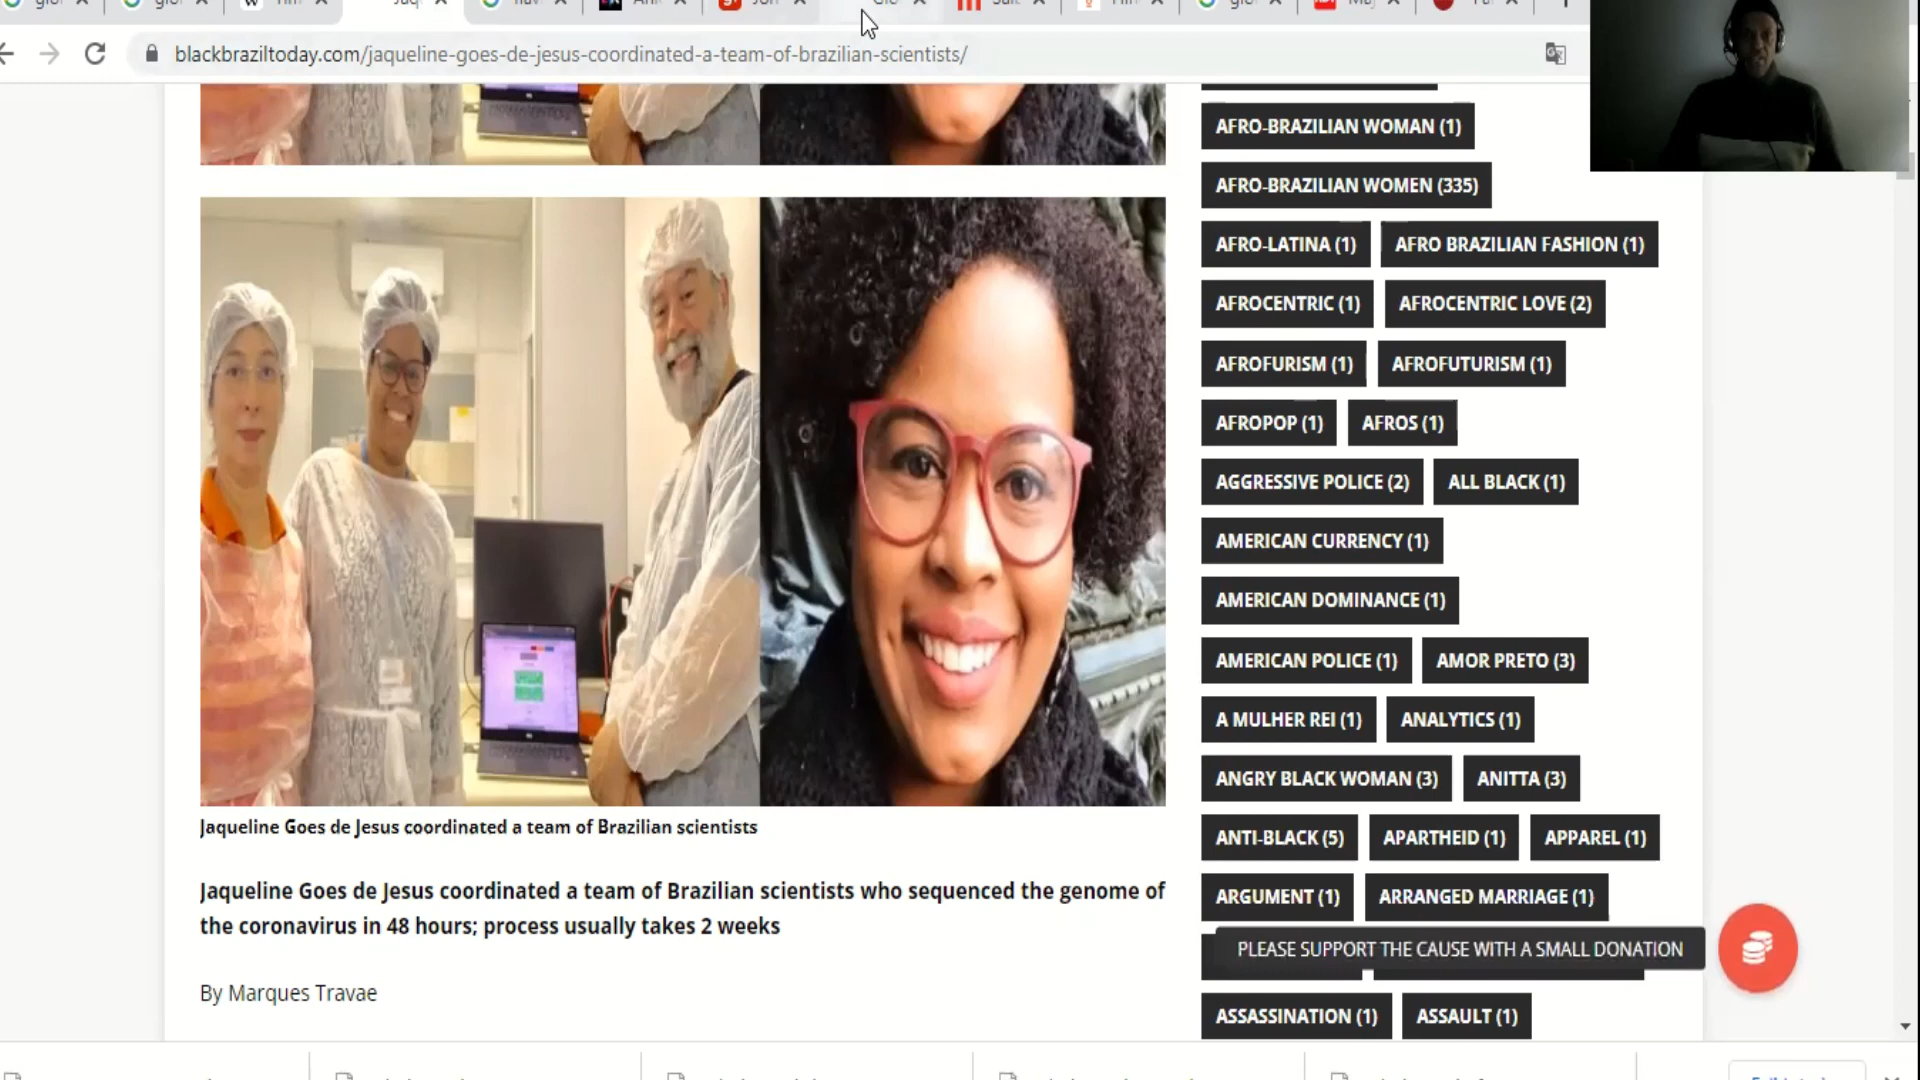 blackbraziltoday.com/jaqueline-goes-de-jesus-coordinated-a-team-of-brazilian-scientists/
AFRO-BRAZILIAN WOMAN (1)
AFRO-BRAZILIAN WOMEN (335)
AFRO-LATINA (1) AFRO BRAZILIAN FASHION (1)
AFROCENTRIC (1) AFROCENTRIC LOVE (2)
AFROFURISM (1) AFROFUTURISM (1)
AFROPOP (1) AFROS (1)
AGGRESSIVE POLICE (2) ALL BLACK (1)
AMERICAN CURRENCY (1)
AMERICAN DOMINANCE (1)
AMERICAN POLICE (1) AMOR PRETO (3)
A MULHER REI (1) ANALYTICS (1)
ANGRY BLACK WOMAN (3) ANITTA (3)
ANTI-BLACK (5) APARTHEID (1) APPAREL (1)
ARGUMENT (1) ARRANGED MARRIAGE (1)
PLEASE SUPPORT THE CAUSE WITH A SMALL DONATION
ASSASSINATION (1) ASSAULT (1)
Jaqueline Goes de Jesus coordinated a team of Brazilian scientists
Jaqueline Goes de Jesus coordinated a team of Brazilian scientists who sequenced the genome of
the coronavirus in 48 hours; process usually takes 2 weeks
By Marques Travae